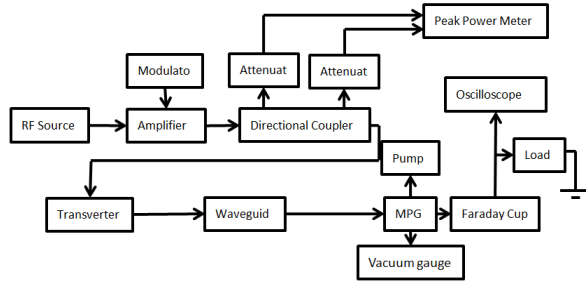 Peak Power Meter
Modulato
Attenuat
Attenuat
Oscilloscope
RF Source
Amplifier
Directional Coupler
Load
Pump
Transverter
Waveguid
MPG
Faraday Cup
Vacuum gauge